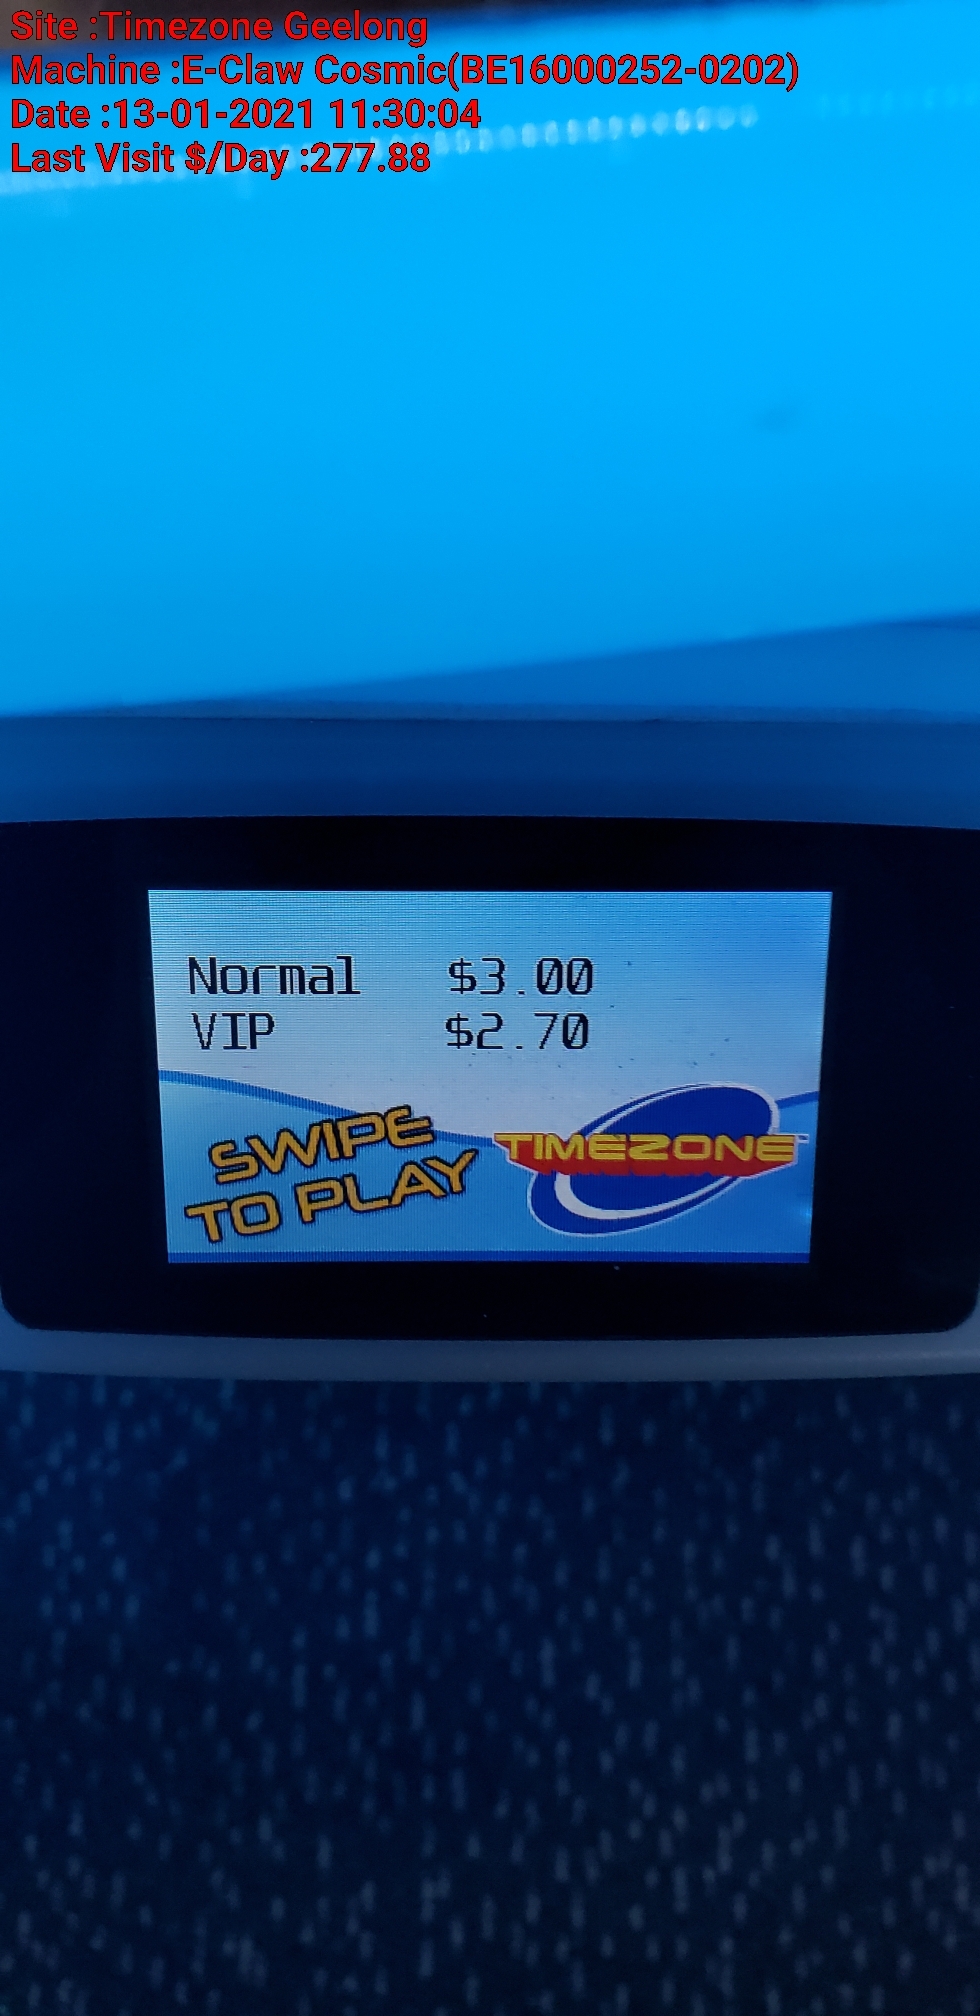 Site :Timezone Geelong
Machine :E-Claw Cosmic(BE16000252-0202)
Date :13-01-2021 11:30:04
Last Visit $/Day :277.88
Normal $3.00
VIP $2.70
SWIPE
TO PLAY
TIMEZONE